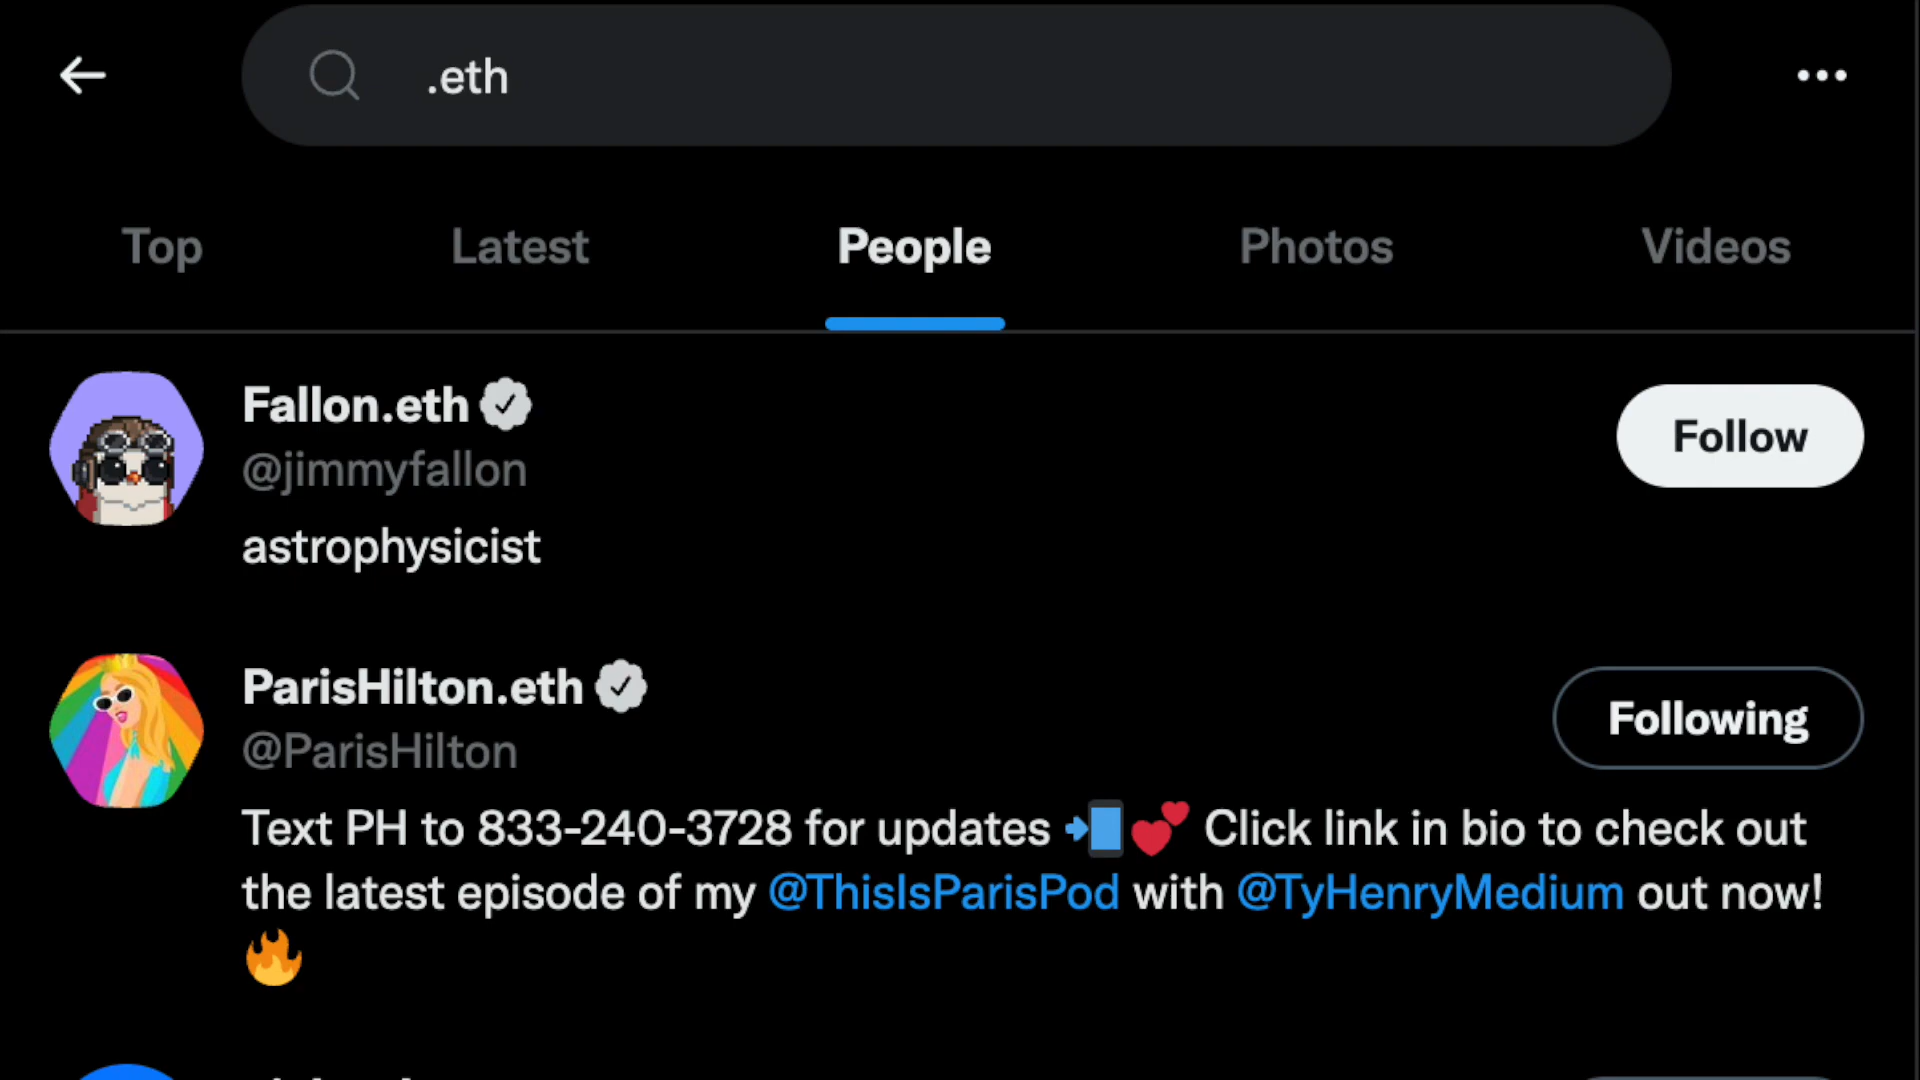 .eth
Top Latest People Photos Videos
Fallon.eth
@jimmyfallon
Follow
astrophysicist
ParisHilton.eth
@ParisHilton
Following
Text PH to 833-240-3728 for updates 📲💕 Click link in bio to check out
the latest episode of my @ThisIsParisPod with @TyHenryMedium out now!
🔥